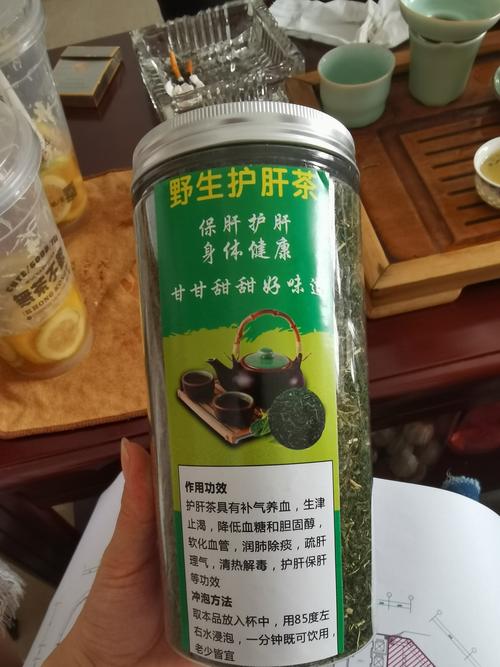 野生护肝茶
保肝护肝
身体健康
甘甘甜甜好味道
作用功效
护肝茶具有补气养血，生津
止渴，降低血糖和胆固醇，
软化血管，润肺除痰，疏肝
理气，清热解毒，护肝保肝
等功效
冲泡方法
取本品放入杯中，用85度左
右水浸泡，一分钟既可饮用，
老少皆宜